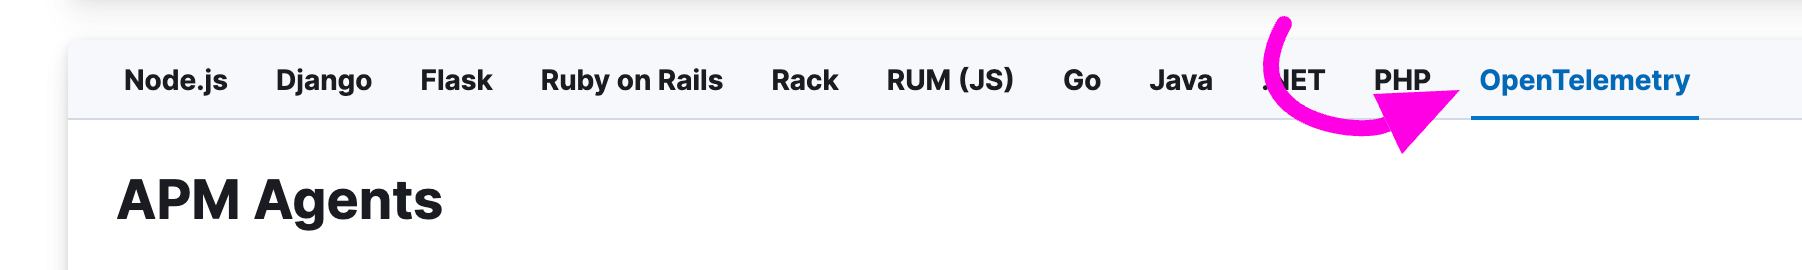 Node.js Django Flask Ruby on Rails Rack RUM (JS) Go Java .NET PHP OpenTelemetry
APM Agents